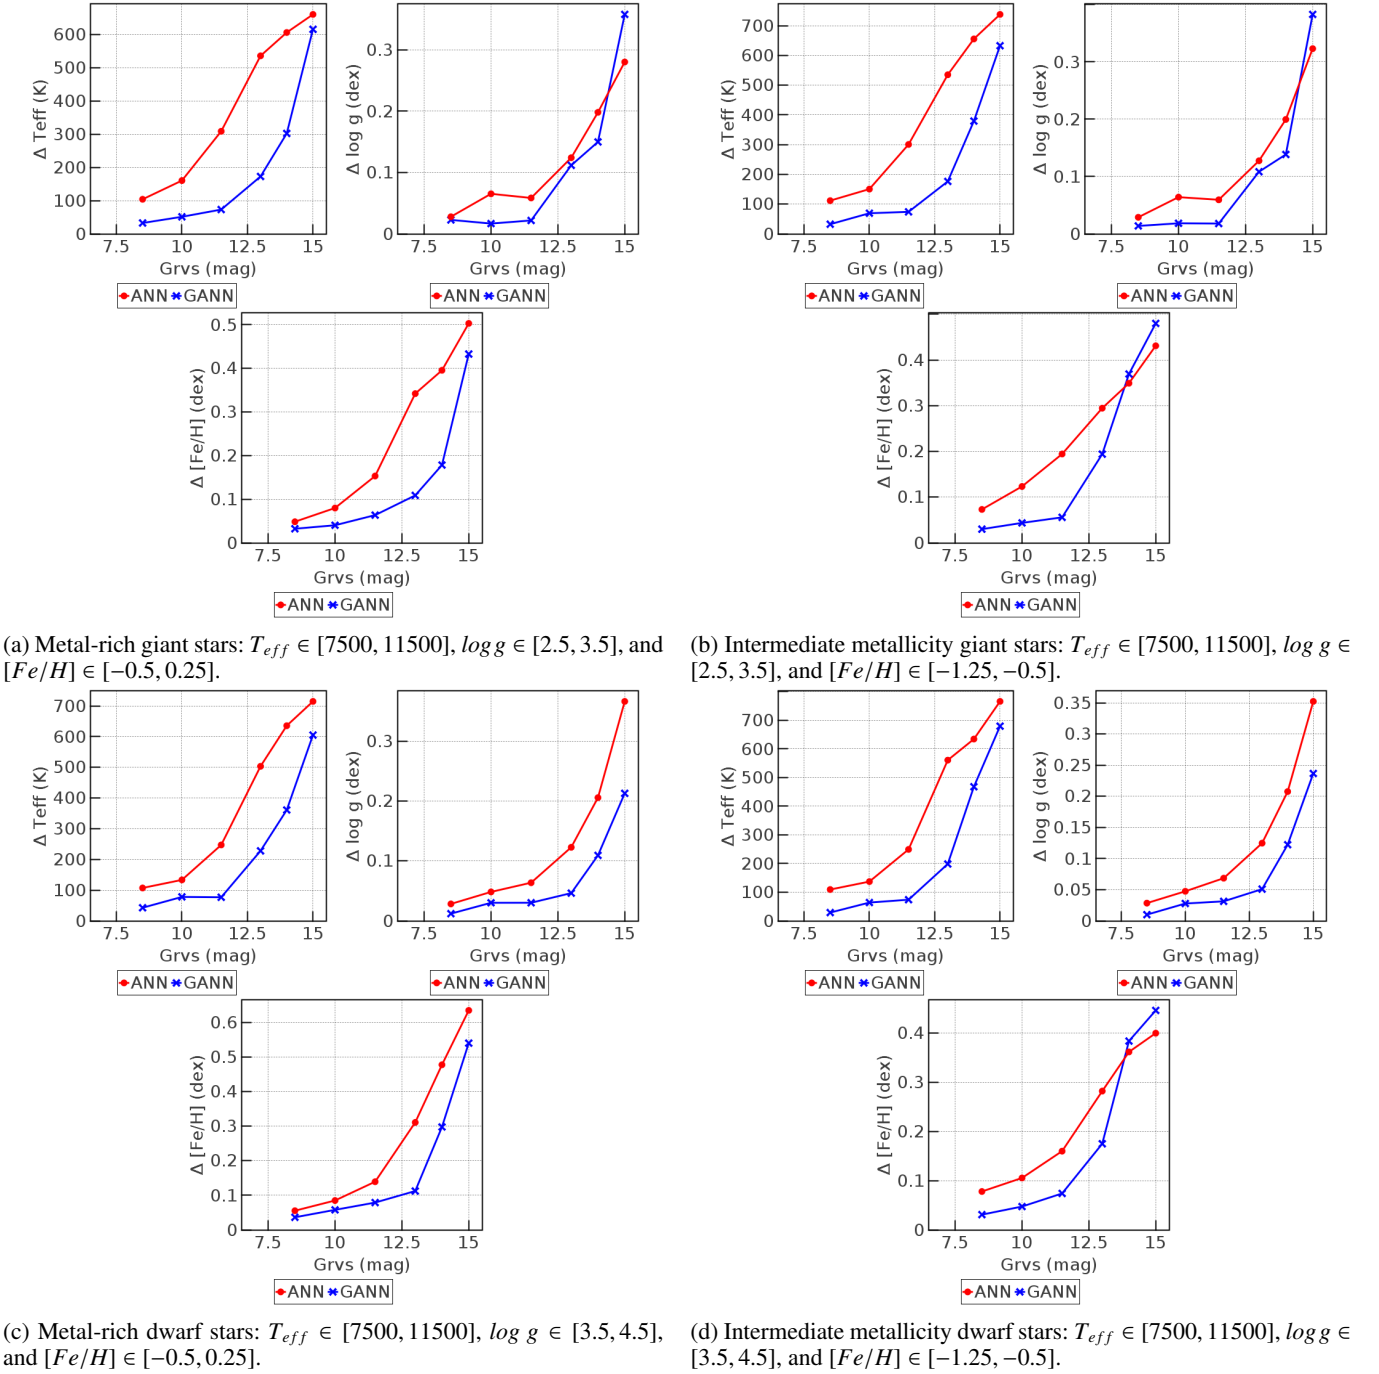 600
500
400
300
200
100
0
Δ Teff (K)
7.5 10 12.5 15
Grvs (mag)
ANN GANN
0.3
0.2
0.1
0
Δ log g (dex)
7.5 10 12.5 15
Grvs (mag)
ANN GANN
0.5
0.4
0.3
0.2
0.1
0
Δ [Fe/H] (dex)
7.5 10 12.5 15
Grvs (mag)
ANN GANN
(a) Metal-rich giant stars: T_eff ∈ [7500, 11500], log g ∈ [2.5, 3.5], and
[Fe/H] ∈ [−0.5, 0.25].
700
600
500
400
300
200
100
0
Δ Teff (K)
7.5 10 12.5 15
Grvs (mag)
ANN GANN
0.3
0.2
0.1
0
Δ log g (dex)
7.5 10 12.5 15
Grvs (mag)
ANN GANN
0.4
0.3
0.2
0.1
0
Δ [Fe/H] (dex)
7.5 10 12.5 15
Grvs (mag)
ANN GANN
(b) Intermediate metallicity giant stars: T_eff ∈ [7500, 11500], log g ∈
[2.5, 3.5], and [Fe/H] ∈ [−1.25, −0.5].
700
600
500
400
300
200
100
0
Δ Teff (K)
7.5 10 12.5 15
Grvs (mag)
ANN GANN
0.3
0.2
0.1
0
Δ log g (dex)
7.5 10 12.5 15
Grvs (mag)
ANN GANN
0.6
0.5
0.4
0.3
0.2
0.1
0
Δ [Fe/H] (dex)
7.5 10 12.5 15
Grvs (mag)
ANN GANN
(c) Metal-rich dwarf stars: T_eff ∈ [7500, 11500], log g ∈ [3.5, 4.5],
and [Fe/H] ∈ [−0.5, 0.25].
700
600
500
400
300
200
100
0
Δ Teff (K)
7.5 10 12.5 15
Grvs (mag)
ANN GANN
0.35
0.3
0.25
0.2
0.15
0.1
0.05
0
Δ log g (dex)
7.5 10 12.5 15
Grvs (mag)
ANN GANN
0.4
0.3
0.2
0.1
0
Δ [Fe/H] (dex)
7.5 10 12.5 15
Grvs (mag)
ANN GANN
(d) Intermediate metallicity dwarf stars: T_eff ∈ [7500, 11500], log g ∈
[3.5, 4.5], and [Fe/H] ∈ [−1.25, −0.5].